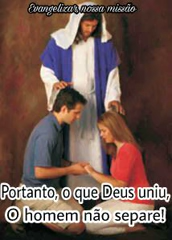 Evangelizar, nossa missão
Portanto, o que Deus uniu,
O homem não separe!